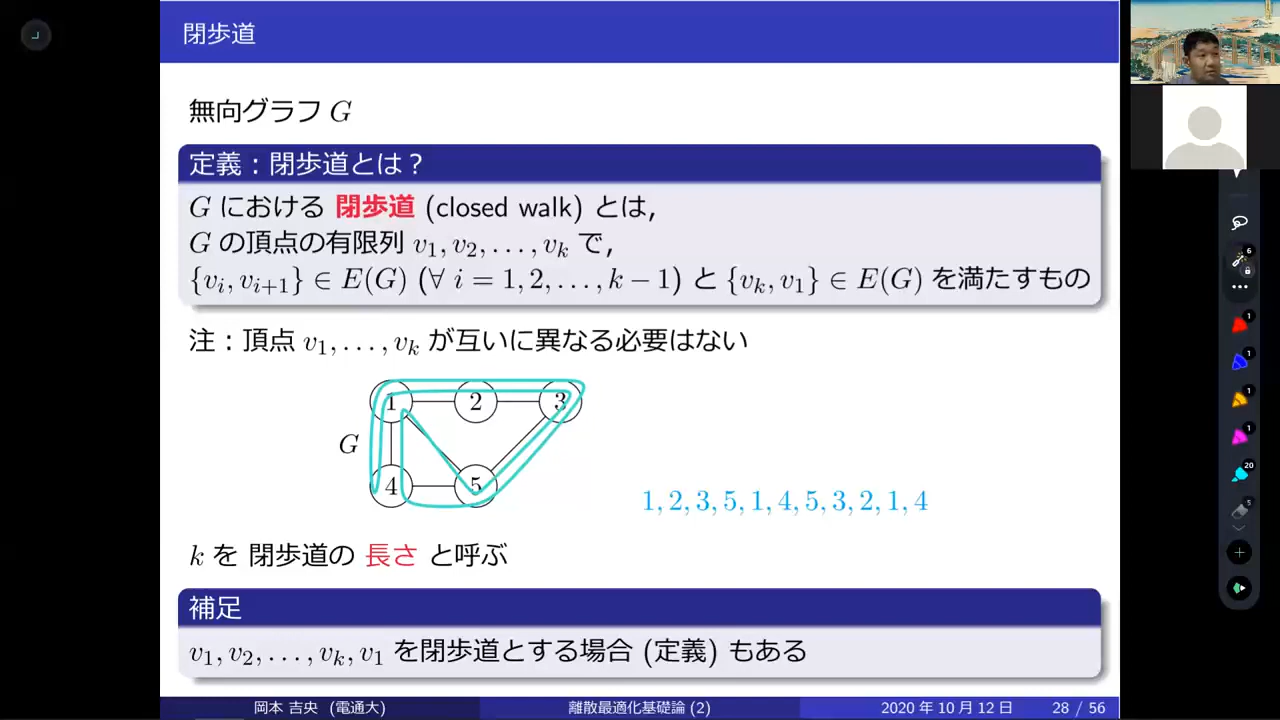 閉歩道
無向グラフ G
定義：閉歩道とは？
G における 閉歩道 (closed walk) とは,
G の頂点の有限列 v₁, v₂, . . . , vₖ で,
{vᵢ, vᵢ₊₁} ∈ E(G) (∀ i = 1, 2, . . . , k − 1) と {vₖ, v₁} ∈ E(G) を満たすもの
注：頂点 v₁, . . . , vₖ が互いに異なる必要はない
1 2 3
G
4 5
1, 2, 3, 5, 1, 4, 5, 3, 2, 1, 4
k を 閉歩道の 長さ と呼ぶ
補足
v₁, v₂, . . . , vₖ, v₁ を閉歩道とする場合 (定義) もある
岡本 吉央 (電通大) 離散最適化基礎論 (2) 2020 年 10 月 12 日 28 / 56
6
1
1
1
1
20
5